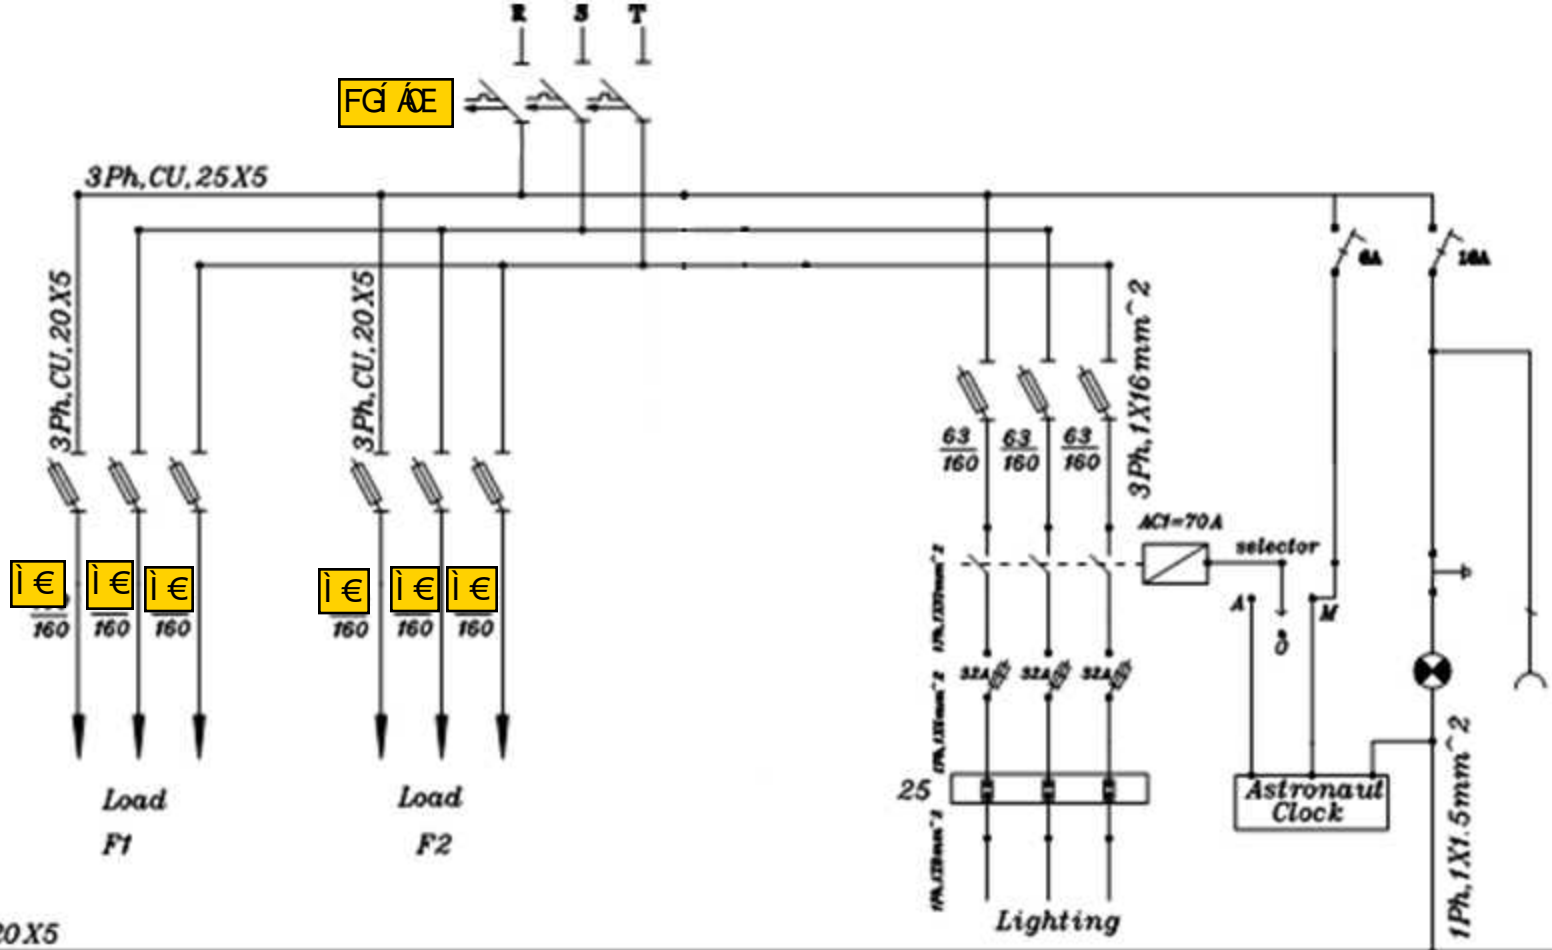 R S T
FGÍ ÁŒ
3Ph,CU,25X5
3Ph,CU,20X5
3Ph,CU,20X5
3Ph,1X16mm^2
6A
16A
63
160
63
160
63
160
AC1=70A
selector
A
0
M
Ì €
160
Ì €
160
Ì €
160
Ì €
160
Ì €
160
Ì €
160
32A
32A
32A
25
Load
F1
Load
F2
Astronaut
Clock
1Ph,1X1.5mm^2
Lighting
20X5